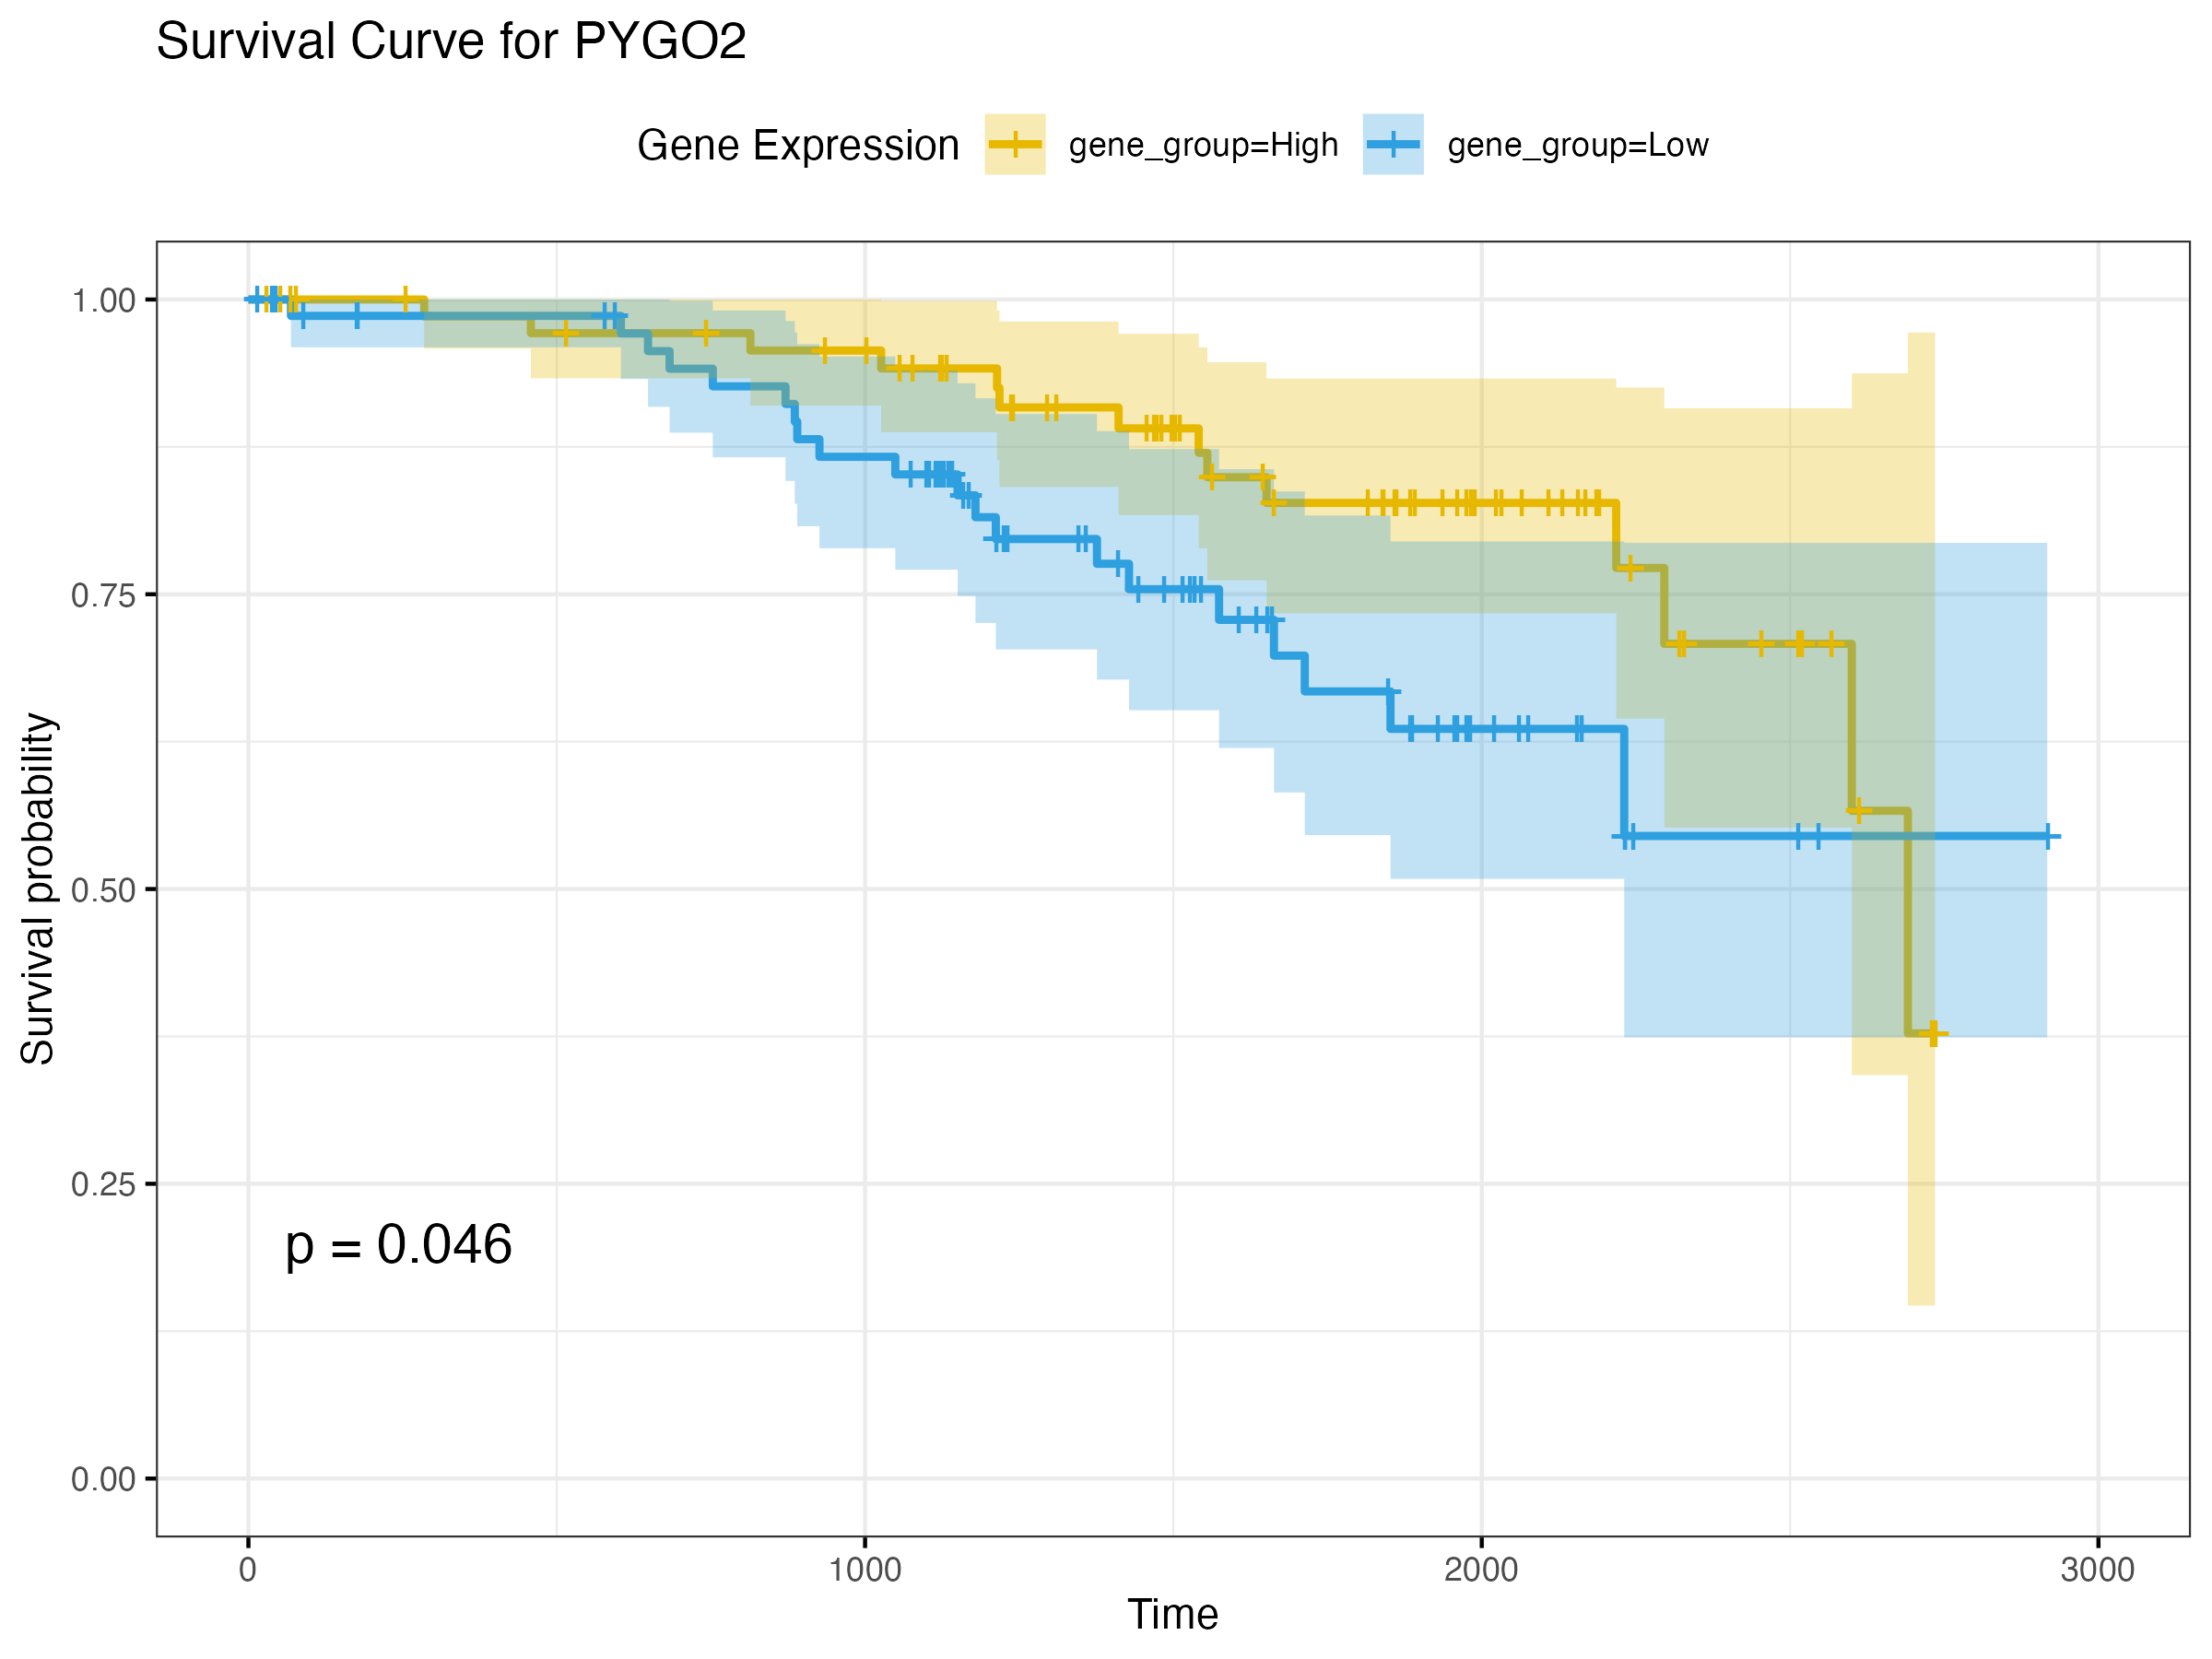 Survival Curve for PYGO2
Gene Expression gene_group=High gene_group=Low
Survival probability
1.00
0.75
0.50
0.25
0.00
p = 0.046
0 1000 2000 3000
Time